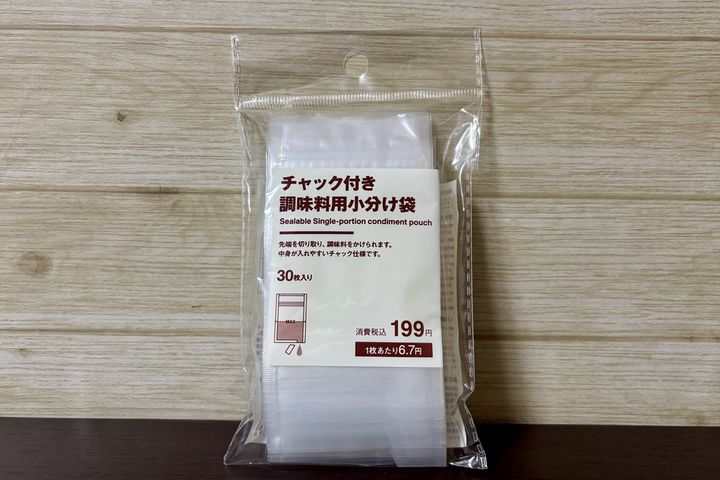 チャック付き
調味料用小分け袋
Sealable Single-portion condiment pouch
先端を切り取り、調味料をかけられます。
中身が入れやすいチャック仕様です。
30枚入り
MAX
消費税込 199円
1枚あたり6.7円